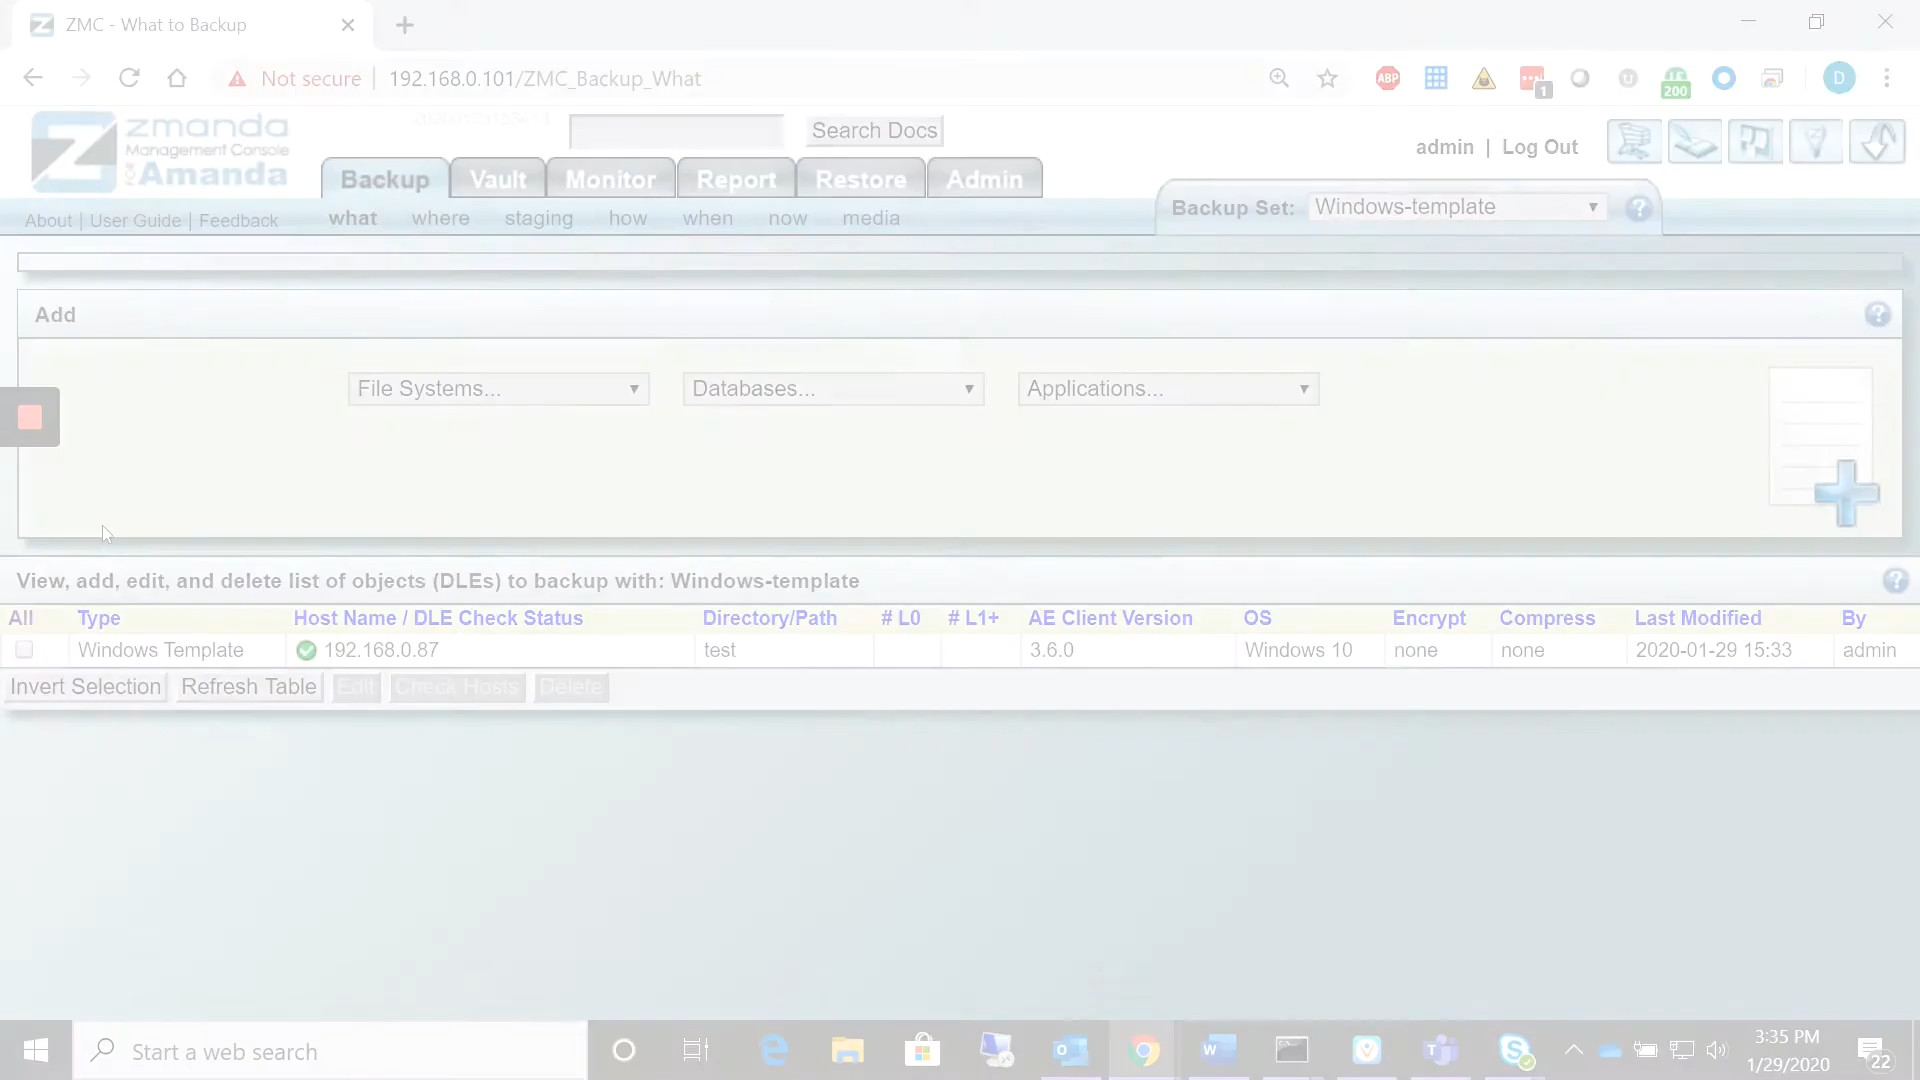 ZMC - What to Backup
Not secure
192.168.0.101/ZMC_Backup_What
ABP
1
200
D
zmanda
Management Console
FOR Amanda
Search Docs
admin | Log Out
Backup
Vault
Monitor
Report
Restore
Admin
About | User Guide | Feedback
what
where
staging
how
when
now
media
Backup Set:
Windows-template
?
Add
?
File Systems...
Databases...
Applications...
View, add, edit, and delete list of objects (DLEs) to backup with: Windows-template
?
All
Type
Host Name / DLE Check Status
Directory/Path
# L0
# L1+
AE Client Version
OS
Encrypt
Compress
Last Modified
By
Windows Template
192.168.0.87
test
3.6.0
Windows 10
none
none
2020-01-29 15:33
admin
Invert Selection
Refresh Table
Edit
Check Hosts
Delete
Start a web search
3:35 PM
1/29/2020
22